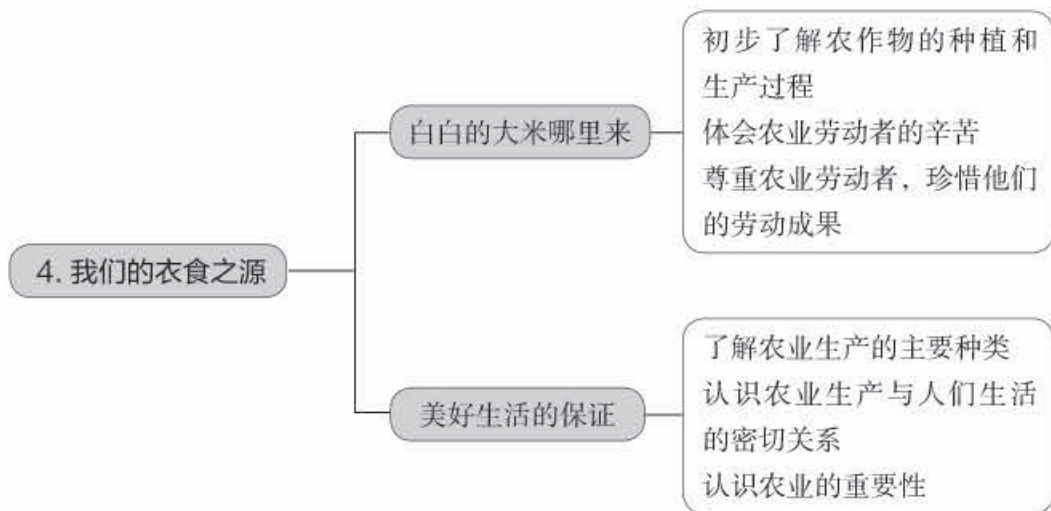 4. 我们的衣食之源
白白的大米哪里来
初步了解农作物的种植和
生产过程
体会农业劳动者的辛苦
尊重农业劳动者，珍惜他们
的劳动成果
美好生活的保证
了解农业生产的主要种类
认识农业生产与人们生活
的密切关系
认识农业的重要性